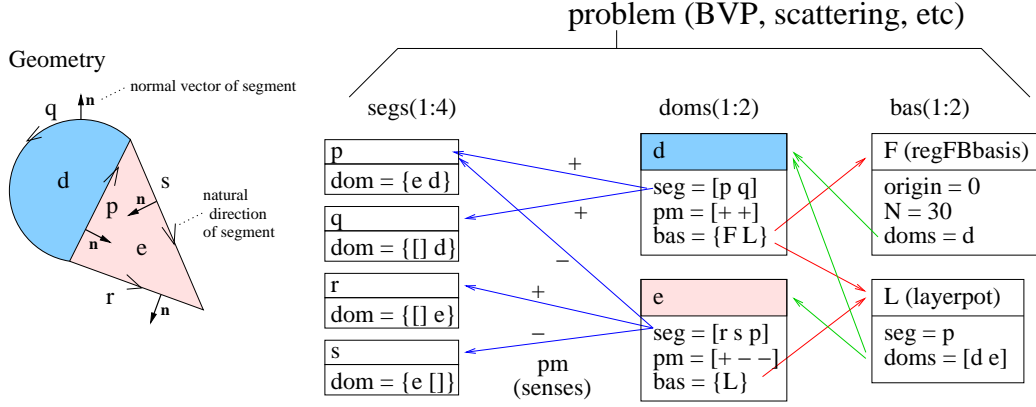 problem (BVP, scattering, etc)
Geometry
n
normal vector of segment
q
d
p
s
n
n
e
natural
direction
of segment
r
n
segs(1:4)
p
dom = {e d}
q
dom = {[] d}
r
dom = {[] e}
s
dom = {e []}
+
+
−
+
−
pm
(senses)
doms(1:2)
d
seg = [p q]
pm = [+ +]
bas = {F L}
e
seg = [r s p]
pm = [+ − −]
bas = {L}
bas(1:2)
F (regFBbasis)
origin = 0
N = 30
doms = d
L (layerpot)
seg = p
doms = [d e]